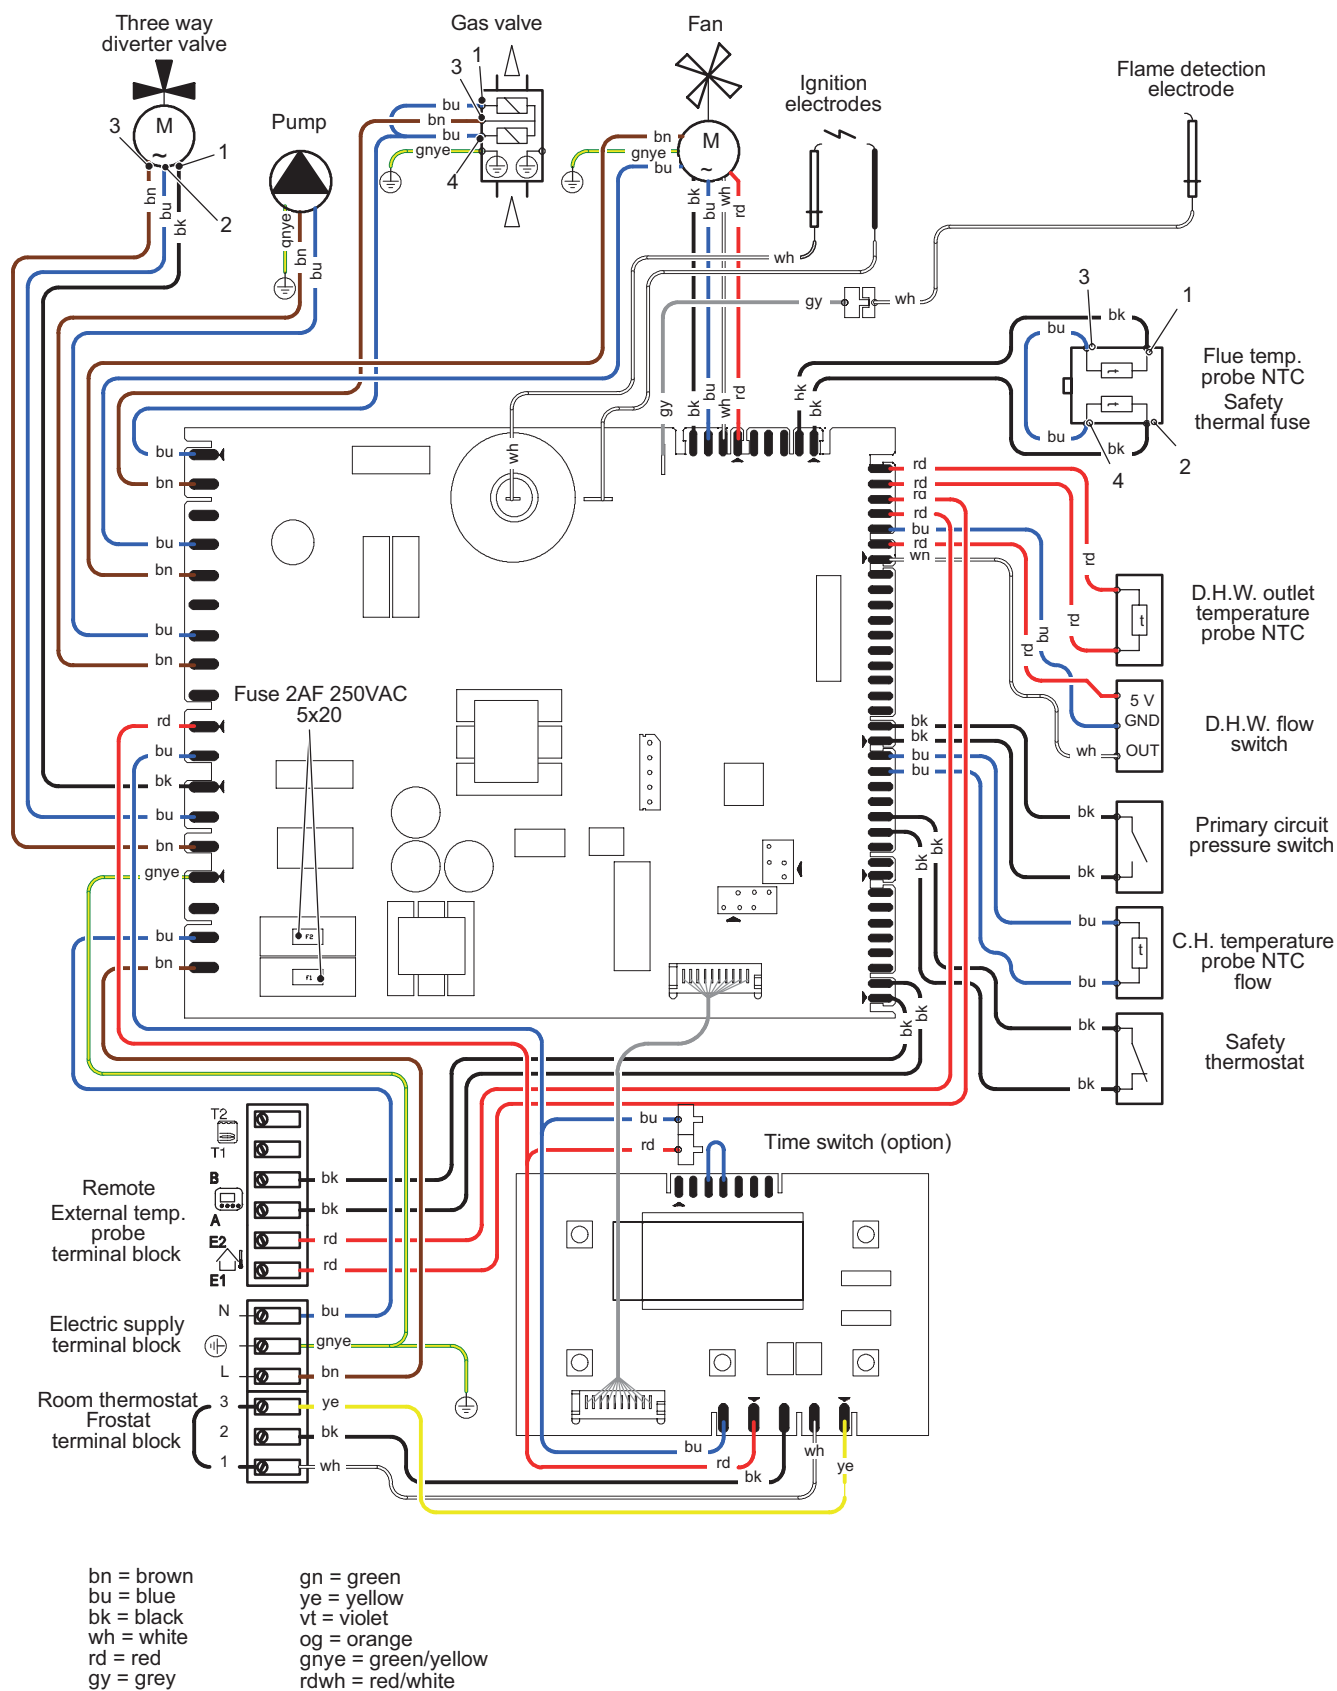 Three way
diverter valve
Gas valve
Fan
Ignition
electrodes
Flame detection
electrode
Pump
M
~
3
1
2
bn
bu
bk
gnye
bn
bu
1
3
4
bu
bn
bu
gnye
bn
gnye
bu
M
~
bk
bu
wh
rd
wh
gy
wh
3
1
bk
bu
bu
bk
4
2
Flue temp.
probe NTC
Safety
thermal fuse
gy
bk
bu
wh
rd
bk
bk
wh
bu
bn
bu
bn
bu
bn
rd
bu
bk
bu
bn
gnye
bu
bn
Fuse 2AF 250VAC
5x20
F2
F1
rd
rd
rd
rd
bu
rd
wn
rd
rd
bu
rd
t
D.H.W. outlet
temperature
probe NTC
5 V
GND
OUT
wh
D.H.W. flow
switch
bk
bk
bu
bu
bk
bk
Primary circuit
pressure switch
bk
bk
bu
bu
t
C.H. temperature
probe NTC
flow
bk
bk
Safety
thermostat
bk
bk
bk
T2
T1
B
A
E2
E1
bk
bk
rd
rd
Remote
External temp.
probe
terminal block
N
L
bu
gnye
bn
Electric supply
terminal block
3
2
1
ye
bk
wh
Room thermostat
Frostat
terminal block
bu
rd
Time switch (option)
bu
rd
bk
wh
ye
bn = brown
bu = blue
bk = black
wh = white
rd = red
gy = grey
gn = green
ye = yellow
vt = violet
og = orange
gnye = green/yellow
rdwh = red/white